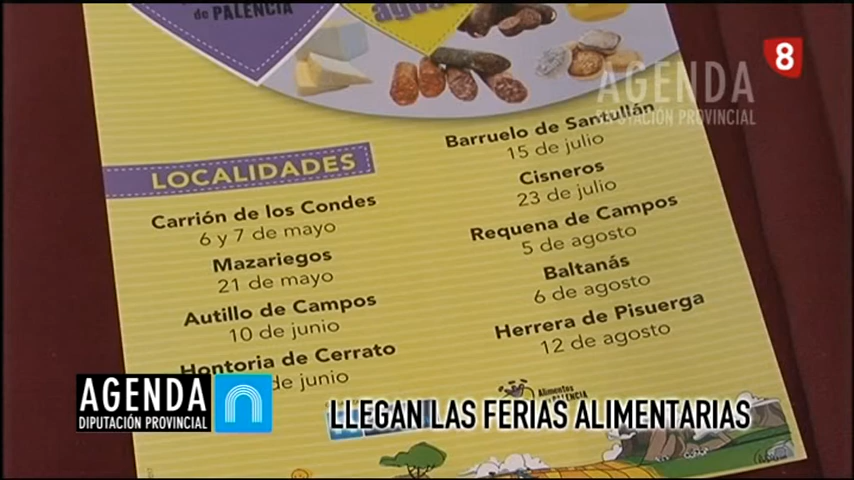 de PALENCIA
agosto
8
AGENDA
DIPUTACIÓN PROVINCIAL
LOCALIDADES
Carrión de los Condes
6 y 7 de mayo
Mazariegos
21 de mayo
Autillo de Campos
10 de junio
Hontoria de Cerrato
de junio
Barruelo de Santullán
15 de julio
Cisneros
23 de julio
Requena de Campos
5 de agosto
Baltanás
6 de agosto
Herrera de Pisuerga
12 de agosto
Alimentos
PALENCIA
AGENDA
DIPUTACIÓN PROVINCIAL
LLEGAN LAS FERIAS ALIMENTARIAS